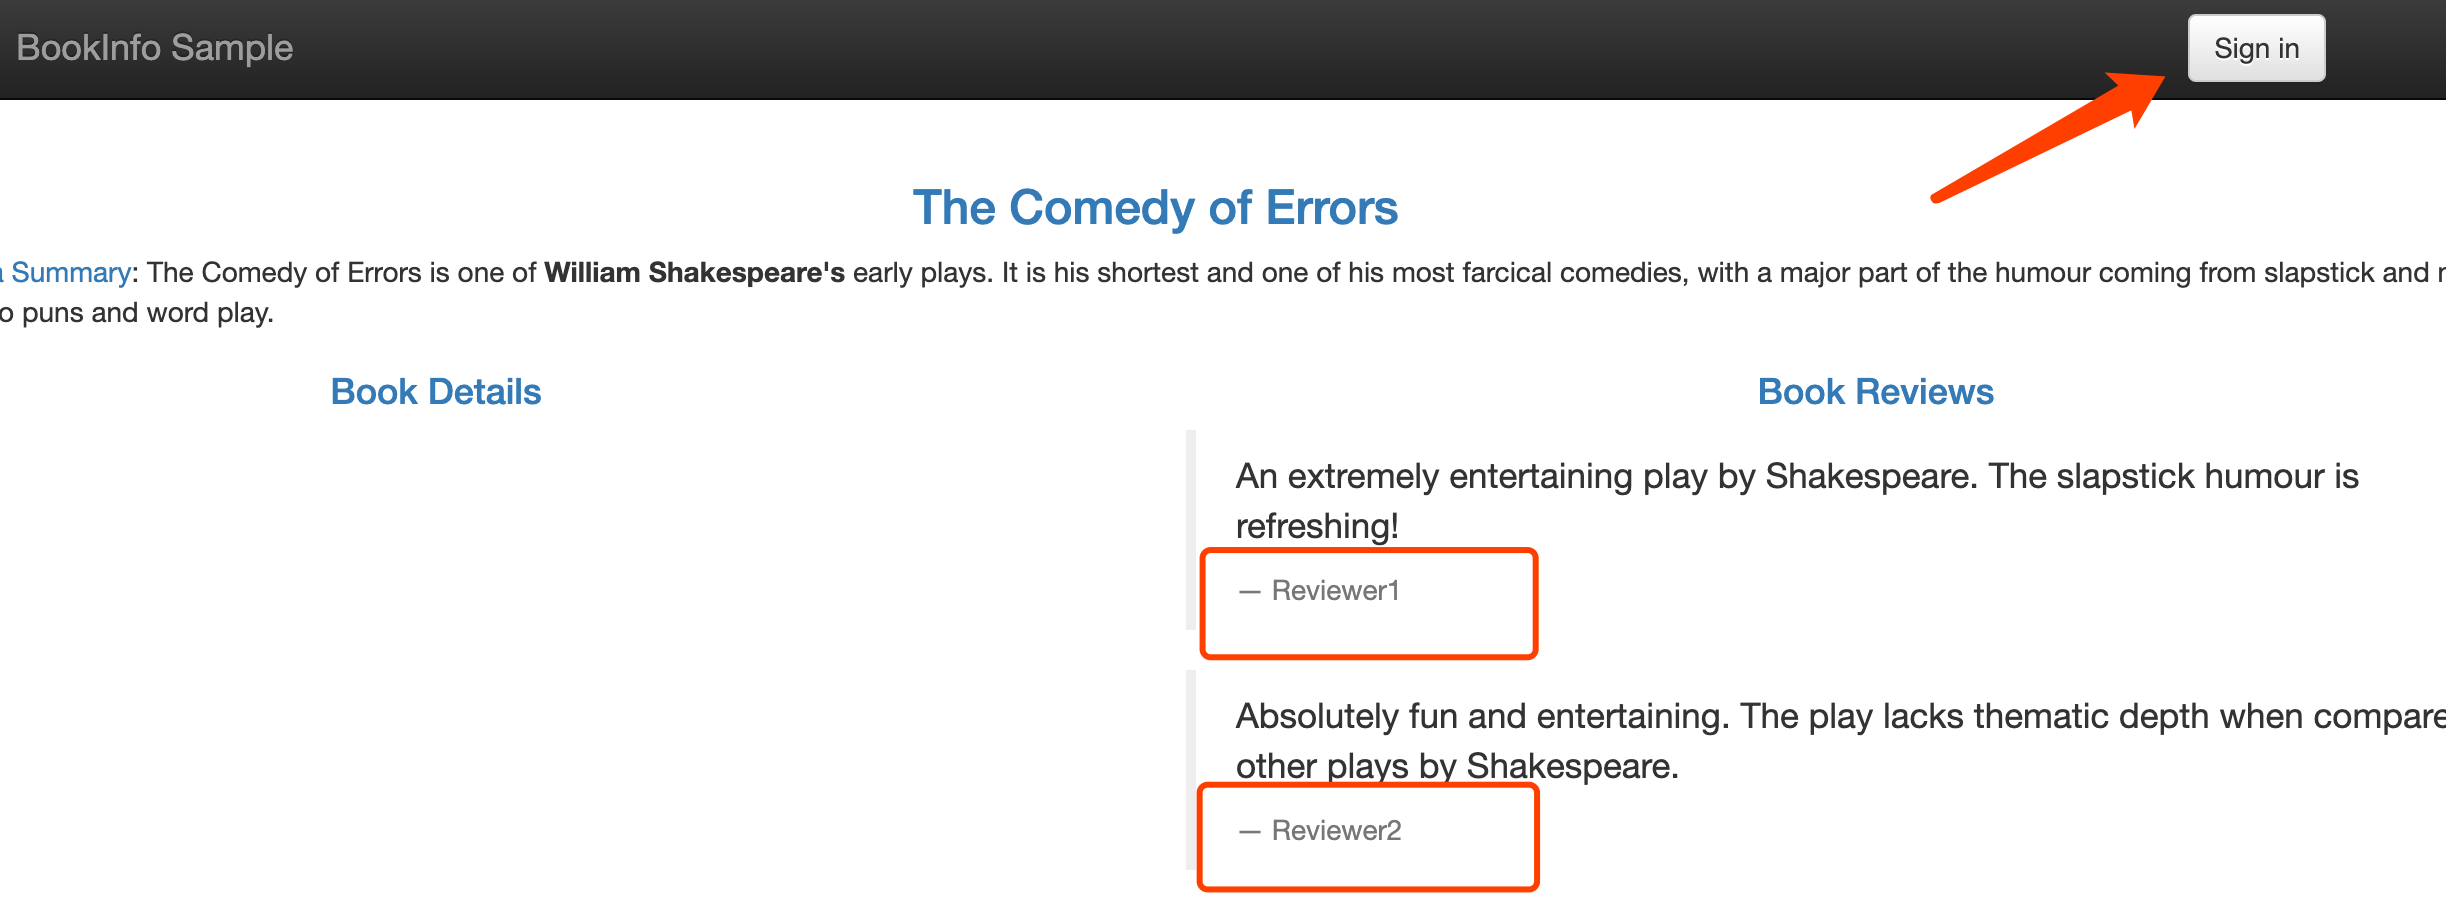 BookInfo Sample
Sign in
The Comedy of Errors
Summary: The Comedy of Errors is one of William Shakespeare's early plays. It is his shortest and one of his most farcical comedies, with a major part of the humour coming from slapstick and
puns and word play.
Book Details
Book Reviews
An extremely entertaining play by Shakespeare. The slapstick humour is
refreshing!
— Reviewer1
Absolutely fun and entertaining. The play lacks thematic depth when compare
other plays by Shakespeare.
— Reviewer2